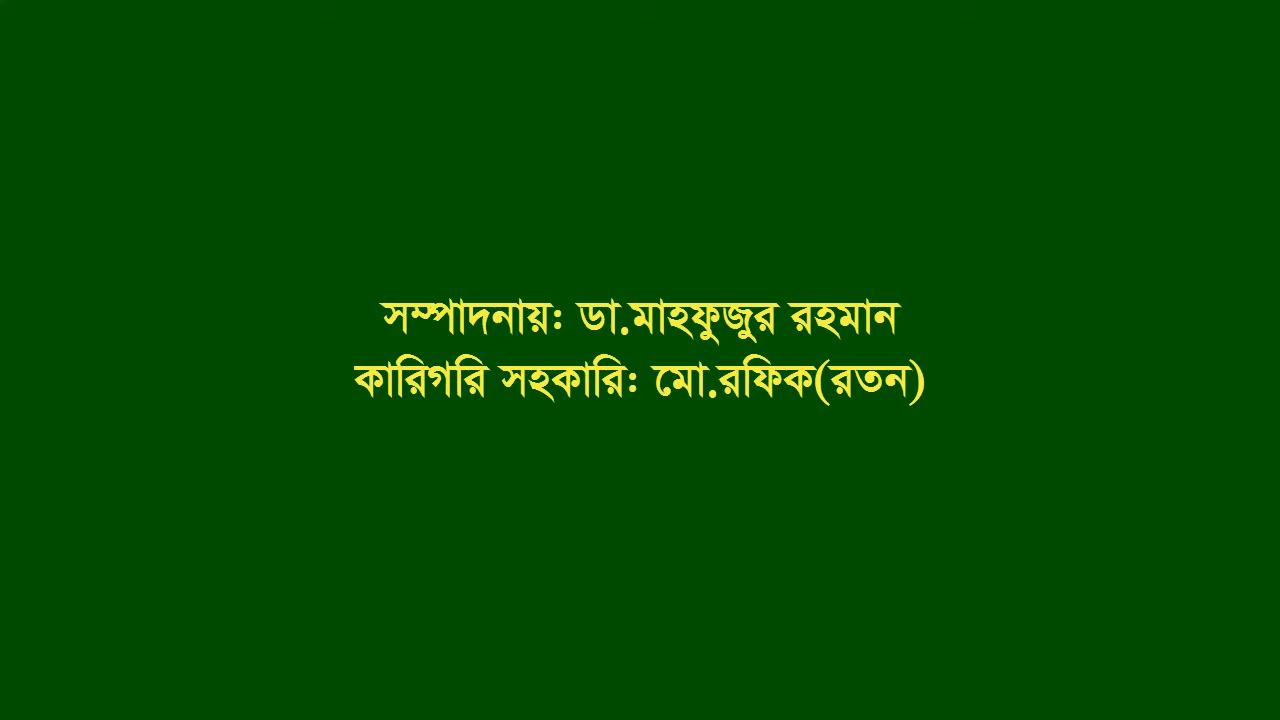 সম্পাদনায়ঃ ডা.মাহফুজুর রহমান
কারিগরি সহকারিঃ মো.রফিক(রতন)